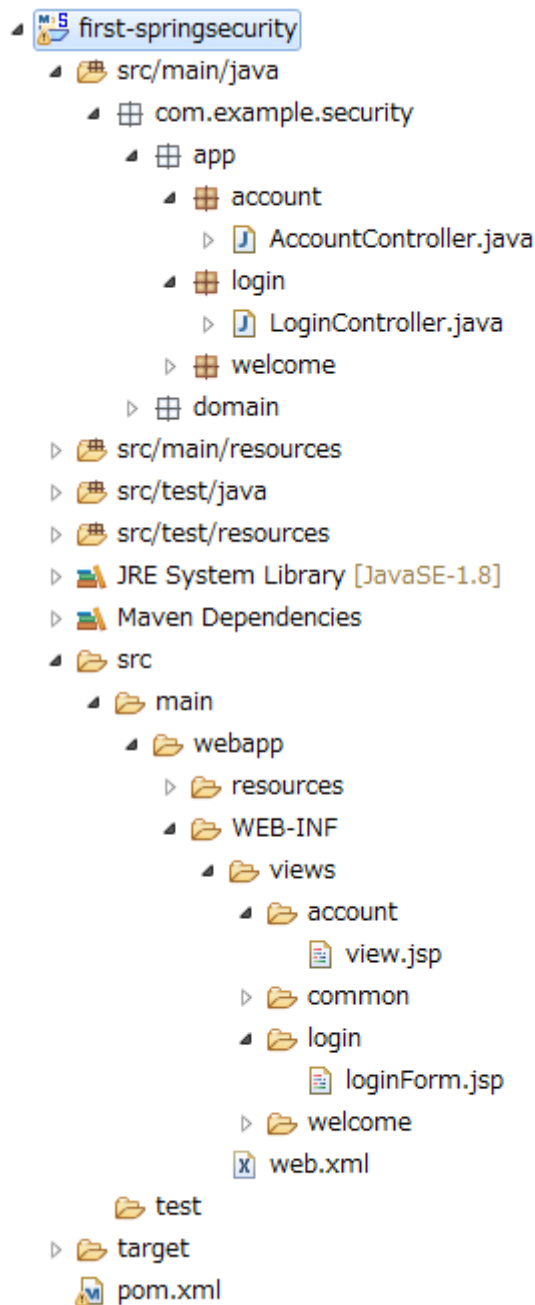 first-springsecurity
src/main/java
com.example.security
app
account
AccountController.java
login
LoginController.java
welcome
domain
src/main/resources
src/test/java
src/test/resources
JRE System Library [JavaSE-1.8]
Maven Dependencies
src
main
webapp
resources
WEB-INF
views
account
view.jsp
common
login
loginForm.jsp
welcome
web.xml
test
target
pom.xml